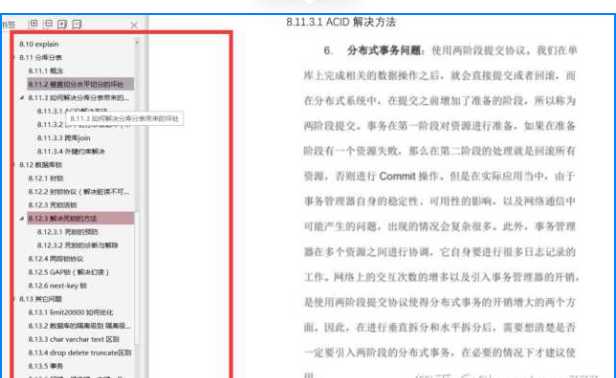 8.11.3.1 ACID 解决方法
8.10 explain
8.11 分库分表
8.11.1 概念
8.11.2 垂直切分水平切分的坏处
8.11.3 如何解决分库分表带来的...
8.11.3.1 ACID解决方法
8.11.3 如何解决分库分表带来的坏处
8.11.3.2
8.11.3.3 跨库join
8.11.3.4 外键约束解决
8.12 数据库锁
8.12.1 封锁
8.12.2 封锁协议（解决脏读不可...
8.12.3 死锁活锁
8.12.3 解决死锁的方法
8.12.3.1 死锁的预防
8.12.3.2 死锁的诊断与解除
8.12.4 两段锁协议
8.12.5 GAP锁（解决幻读）
8.12.6 next-key 锁
8.13 其它问题
8.13.1 limit20000 如何优化
8.13.2 数据库的隔离级别 隔离级...
8.13.3 char varchar text 区别
8.13.4 drop delete truncate区别
8.13.5 事务
6. 分布式事务问题：使用两阶段提交协议。我们在单
库上完成相关的数据操作之后，就会直接提交或者回滚，而
在分布式系统中，在提交之前增加了准备的阶段，所以称为
两阶段提交。事务在第一阶段对资源进行准备，如果在准备
阶段有一个资源失败，那么在第二阶段的处理就是回滚所有
资源，否则进行 Commit 操作。但是在实际应用当中，由于
事务管理器自身的稳定性，可用性的影响，以及网络通信中
可能产生的问题，出现的情况会复杂很多。此外，事务管理
器在多个资源之间进行协调，它自身要进行很多日志记录的
工作。网络上的交互次数的增多以及引入事务管理器的开销，
是使用两阶段提交协议使得分布式事务的开销增大的两个方
面。因此，在进行垂直拆分和水平拆分后，需要想清楚是否
一定要引入两阶段的分布式事务，在必要的情况下才建议使